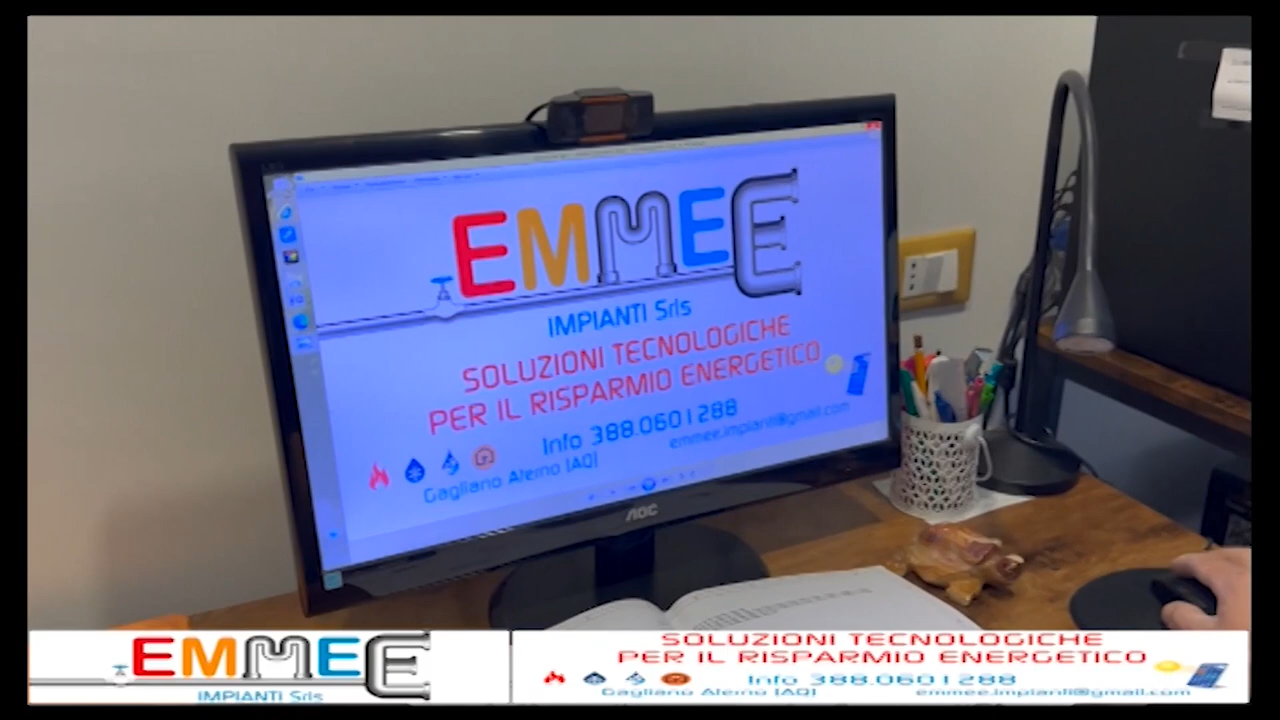 EMMEE
IMPIANTI Srls
SOLUZIONI TECNOLOGICHE
PER IL RISPARMIO ENERGETICO
Info 388.0601288
emmee.impianti@gmail.com
Gagliano Aterno (AQ)
AOC
EMMEE
IMPIANTI Srls
SOLUZIONI TECNOLOGICHE
PER IL RISPARMIO ENERGETICO
Info 388.0601288
Gagliano Aterno (AQ) emmee.impianti@gmail.com